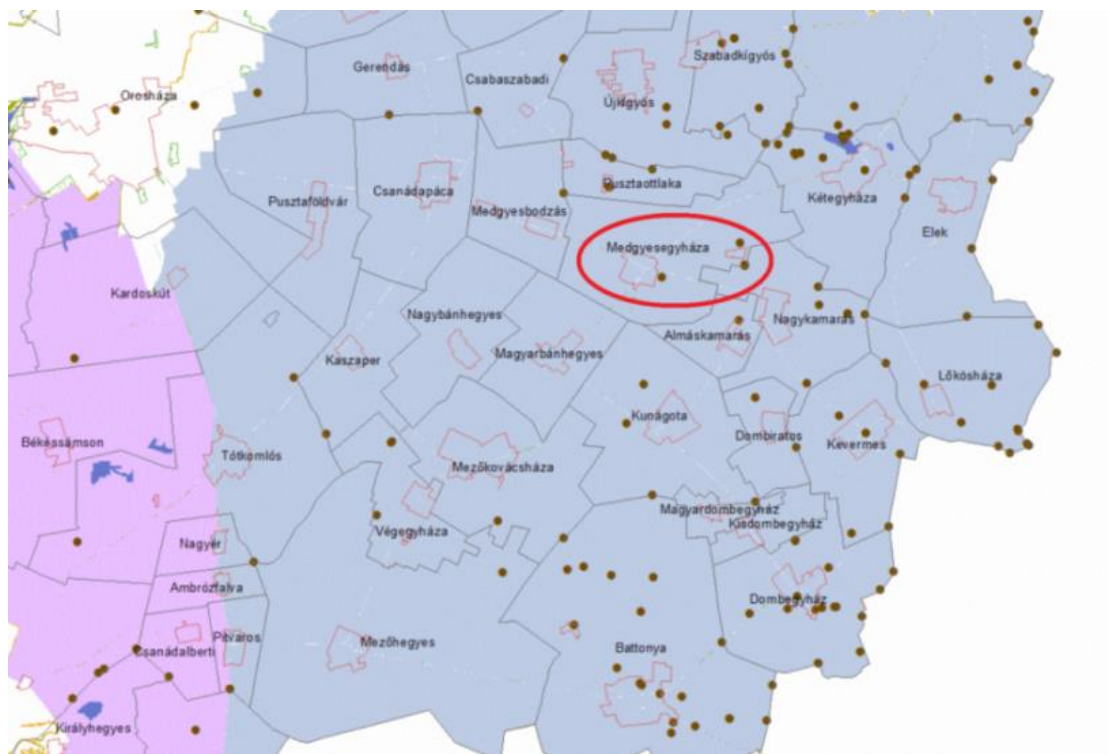 Szabadkígyós
Gerendás
Csabaszabadi
Orosháza
Újkígyós
Pusztaottlaka
Csanádapáca
Kétegyháza
Pusztaföldvár
Medgyesbodzás
Elek
Medgyesegyháza
Kardoskút
Nagybánhegyes
Nagykamarás
Almáskamarás
Magyarbánhegyes
Kaszaper
Lőkösháza
Kunágota
Békéssámson
Dombiratos
Kevermes
Tótkomlós
Mezőkovácsháza
Magyardombegyház
Kisdombegyház
Végegyháza
Nagyér
Ambrózfalva
Dombegyház
Pitvaros
Mezőhegyes
Battonya
Csanádalberti
Királyhegyes